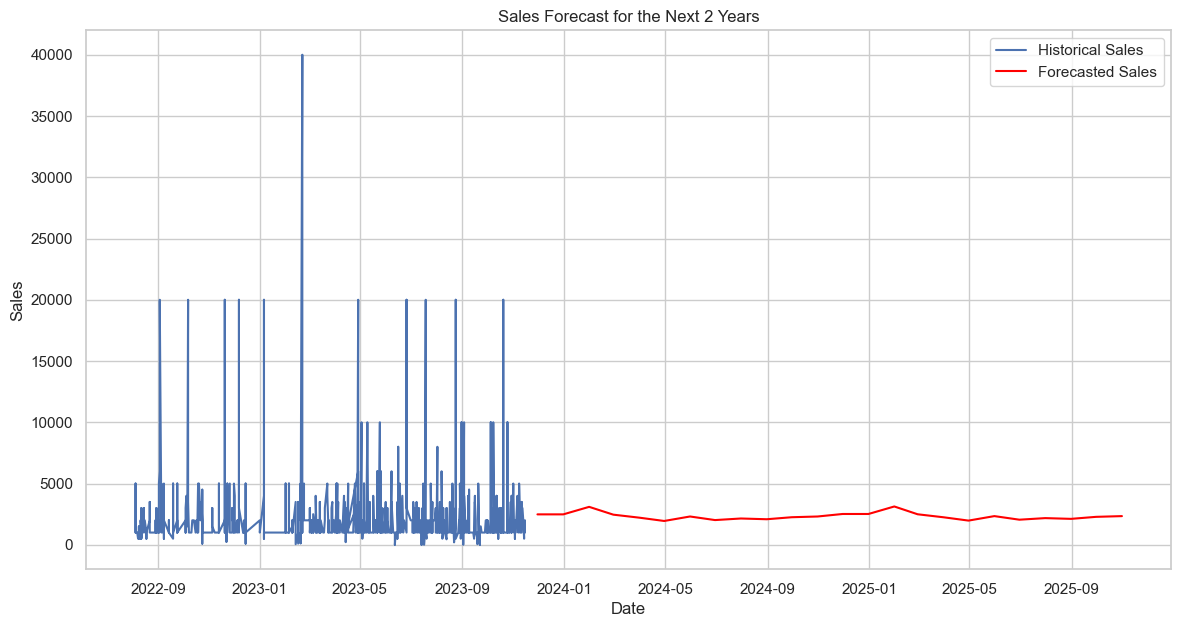 Sales Forecast for the Next 2 Years
Historical Sales
Forecasted Sales
40000
35000
30000
25000
20000
15000
10000
5000
0
Sales
2022-09 2023-01 2023-05 2023-09 2024-01 2024-05 2024-09 2025-01 2025-05 2025-09
Date